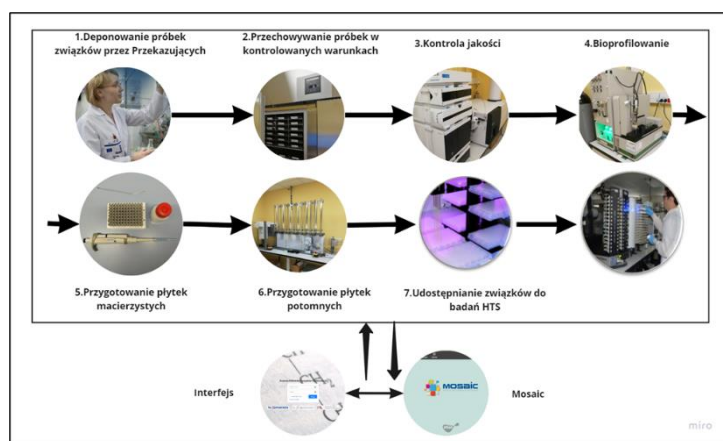 1.Deponowanie próbek
związków przez Przekazujących
2.Przechowywanie próbek w
kontrolowanych warunkach
3.Kontrola jakości
4.Bioprofilowanie
5.Przygotowanie płytek
macierzystych
6.Przygotowanie płytek
potomnych
7.Udostępnianie związków do
badań HTS
Interfejs
mosaic
Mosaic
miro